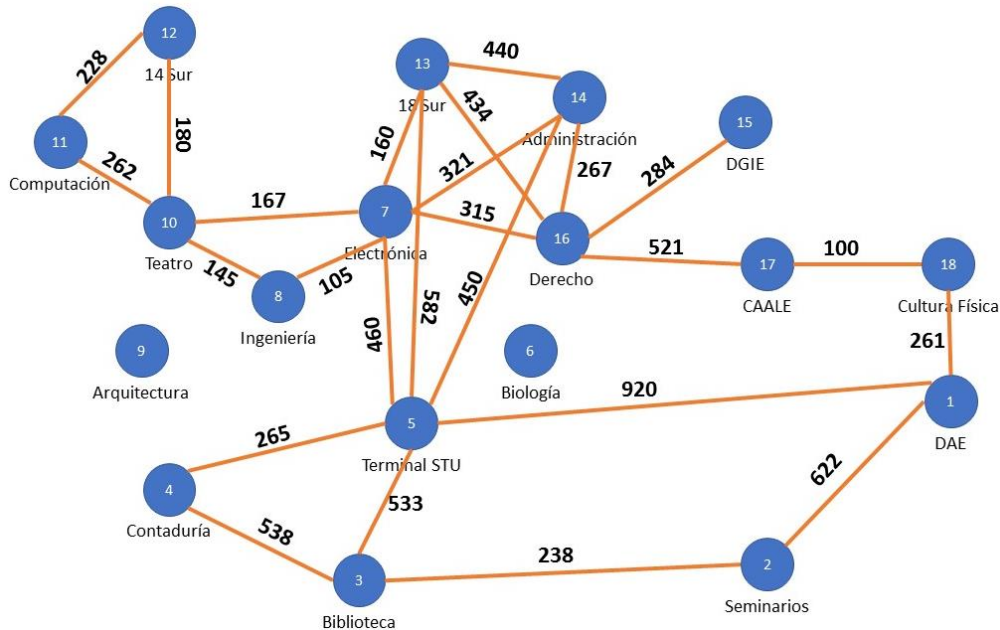 12
14 Sur
228
180
11
Computación
262
10
Teatro
167
145
8
Ingeniería
105
13
18 Sur
440
14
Administración
434
160
321
267
15
DGIE
284
7
Electrónica
315
16
Derecho
521
17
CAALE
100
18
Cultura Física
261
460
582
450
9
Arquitectura
6
Biología
920
1
DAE
5
Terminal STU
265
4
Contaduría
533
622
538
3
Biblioteca
238
2
Seminarios